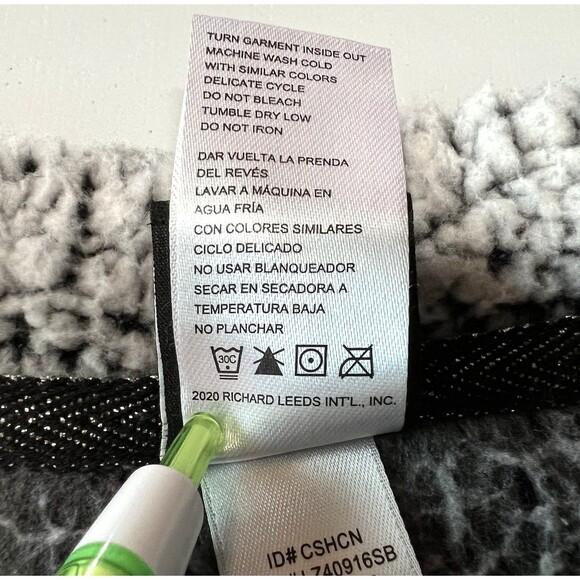 TURN GARMENT INSIDE OUT
MACHINE WASH COLD
WITH SIMILAR COLORS
DELICATE CYCLE
DO NOT BLEACH
TUMBLE DRY LOW
DO NOT IRON
DAR VUELTA LA PRENDA
DEL REVÉS
LAVAR A MÁQUINA EN
AGUA FRÍA
CON COLORES SIMILARES
CICLO DELICADO
NO USAR BLANQUEADOR
SECAR EN SECADORA A
TEMPERATURA BAJA
NO PLANCHAR
30C
2020 RICHARD LEEDS INT'L., INC.
ID# CSHCN
LZ40916SB